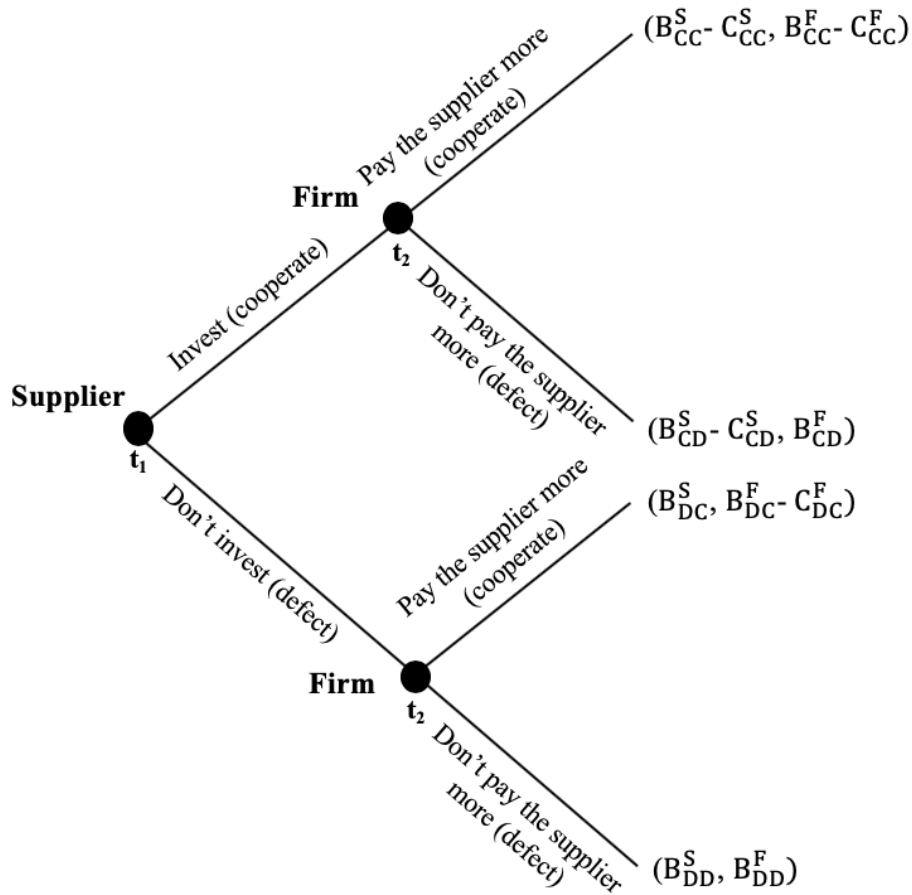 (B^S_CC- C^S_CC, B^F_CC- C^F_CC)
Pay the supplier more
(cooperate)
Firm
t₂
Invest (cooperate)
Don’t pay the supplier
more (defect)
Supplier
t₁
(B^S_CD- C^S_CD, B^F_CD)
(B^S_DC, B^F_DC- C^F_DC)
Don’t invest (defect)
Pay the supplier more
(cooperate)
Firm
t₂
Don’t pay the supplier
more (defect)
(B^S_DD, B^F_DD)